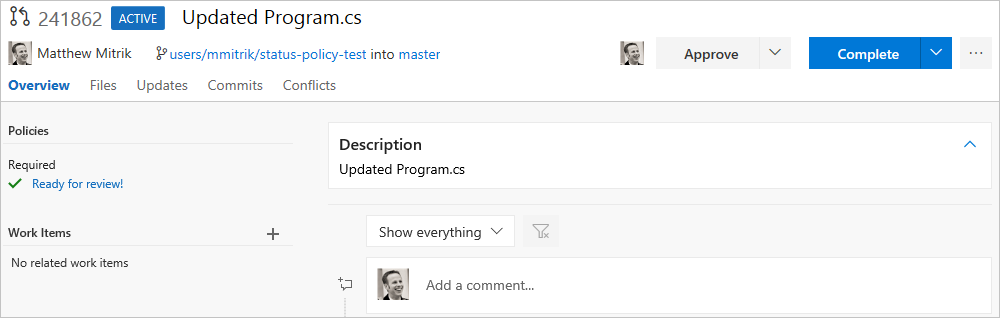 241862 ACTIVE Updated Program.cs
Matthew Mitrik users/mmitrik/status-policy-test into master Approve Complete ...
Overview Files Updates Commits Conflicts
Policies
Required
Ready for review!
Work Items +
No related work items
Description
Updated Program.cs
Show everything
Add a comment...